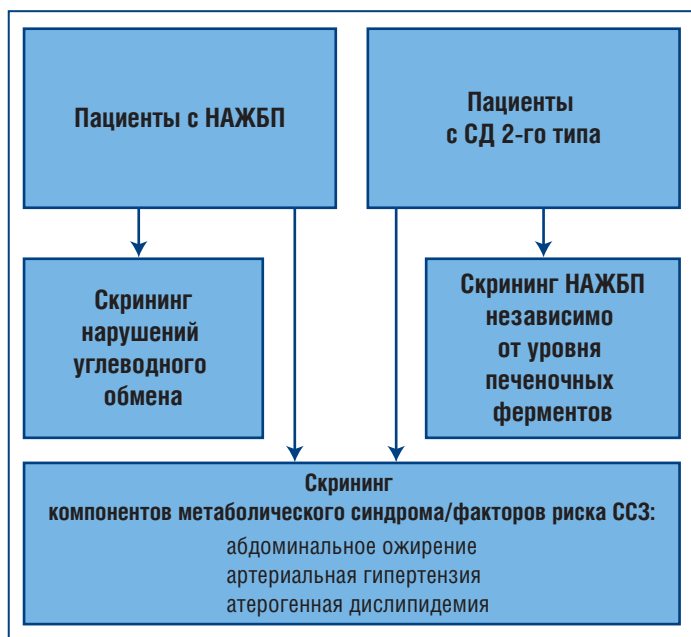 Пациенты с НАЖБП
Пациенты
с СД 2-го типа
Скрининг
нарушений
углеводного
обмена
Скрининг НАЖБП
независимо
от уровня
печеночных
ферментов
Скрининг
компонентов метаболического синдрома/факторов риска ССЗ:
абдоминальное ожирение
артериальная гипертензия
атерогенная дислипидемия